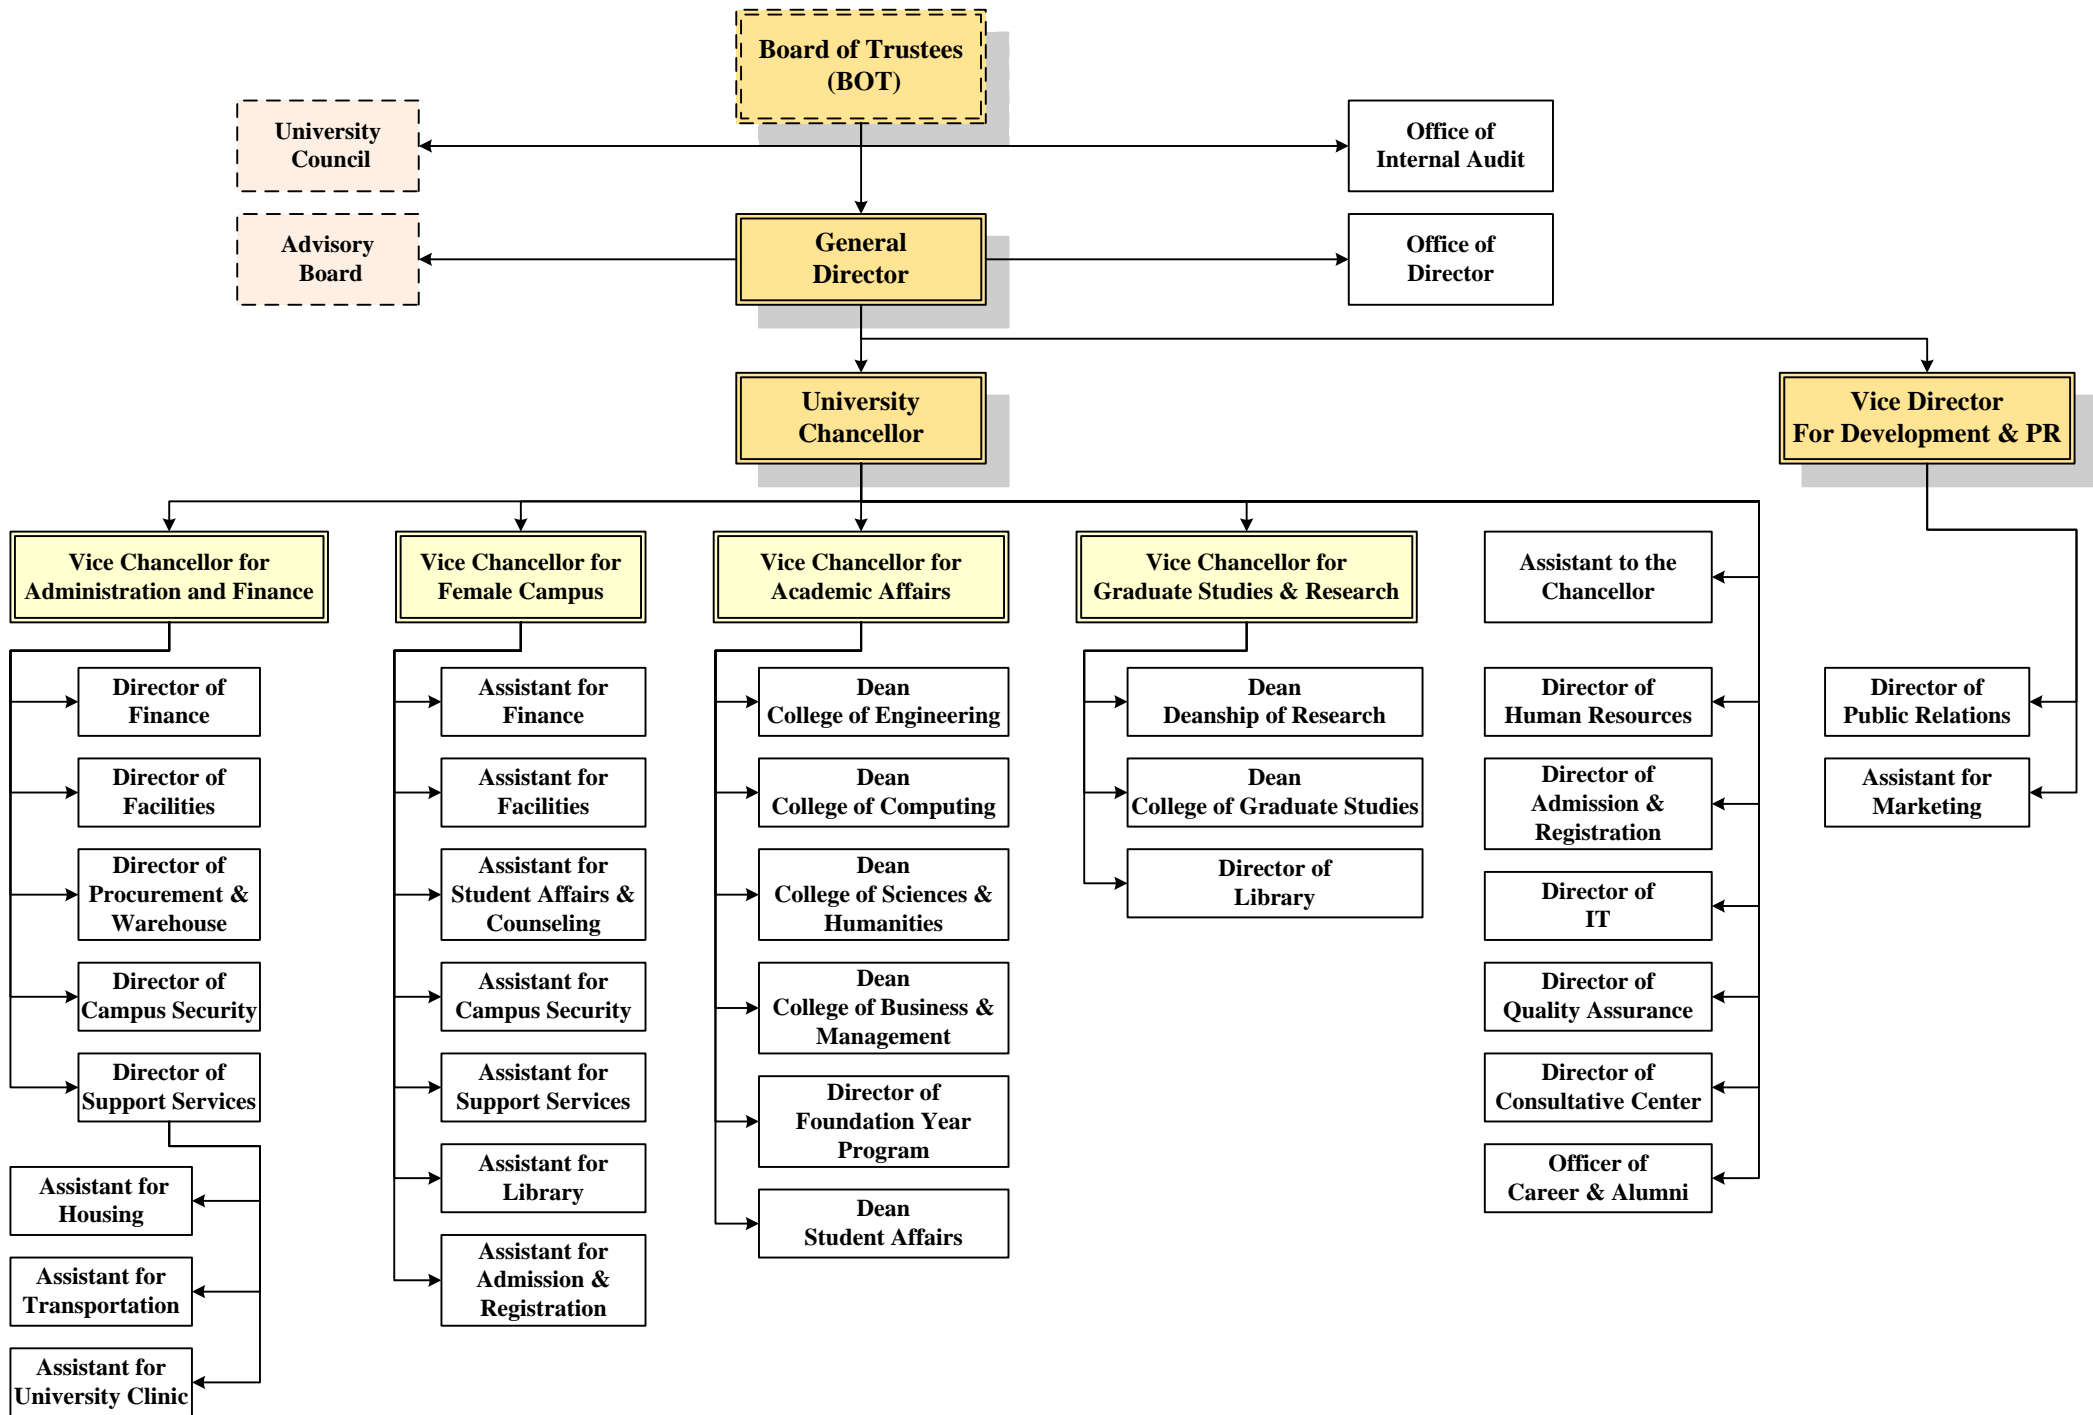 Board of Trustees
(BOT)
University
Council
Office of
Internal Audit
Advisory
Board
General
Director
Office of
Director
University
Chancellor
Vice Director
For Development & PR
Vice Chancellor for
Administration and Finance
Vice Chancellor for
Female Campus
Vice Chancellor for
Academic Affairs
Vice Chancellor for
Graduate Studies & Research
Assistant to the
Chancellor
Director of
Finance
Director of
Facilities
Director of
Procurement &
Warehouse
Director of
Campus Security
Director of
Support Services
Assistant for
Housing
Assistant for
Transportation
Assistant for
University Clinic
Assistant for
Finance
Assistant for
Facilities
Assistant for
Student Affairs &
Counseling
Assistant for
Campus Security
Assistant for
Support Services
Assistant for
Library
Assistant for
Admission &
Registration
Dean
College of Engineering
Dean
College of Computing
Dean
College of Sciences &
Humanities
Dean
College of Business &
Management
Director of
Foundation Year
Program
Dean
Student Affairs
Dean
Deanship of Research
Dean
College of Graduate Studies
Director of
Library
Director of
Human Resources
Director of
Admission &
Registration
Director of
IT
Director of
Quality Assurance
Director of
Consultative Center
Officer of
Career & Alumni
Director of
Public Relations
Assistant for
Marketing